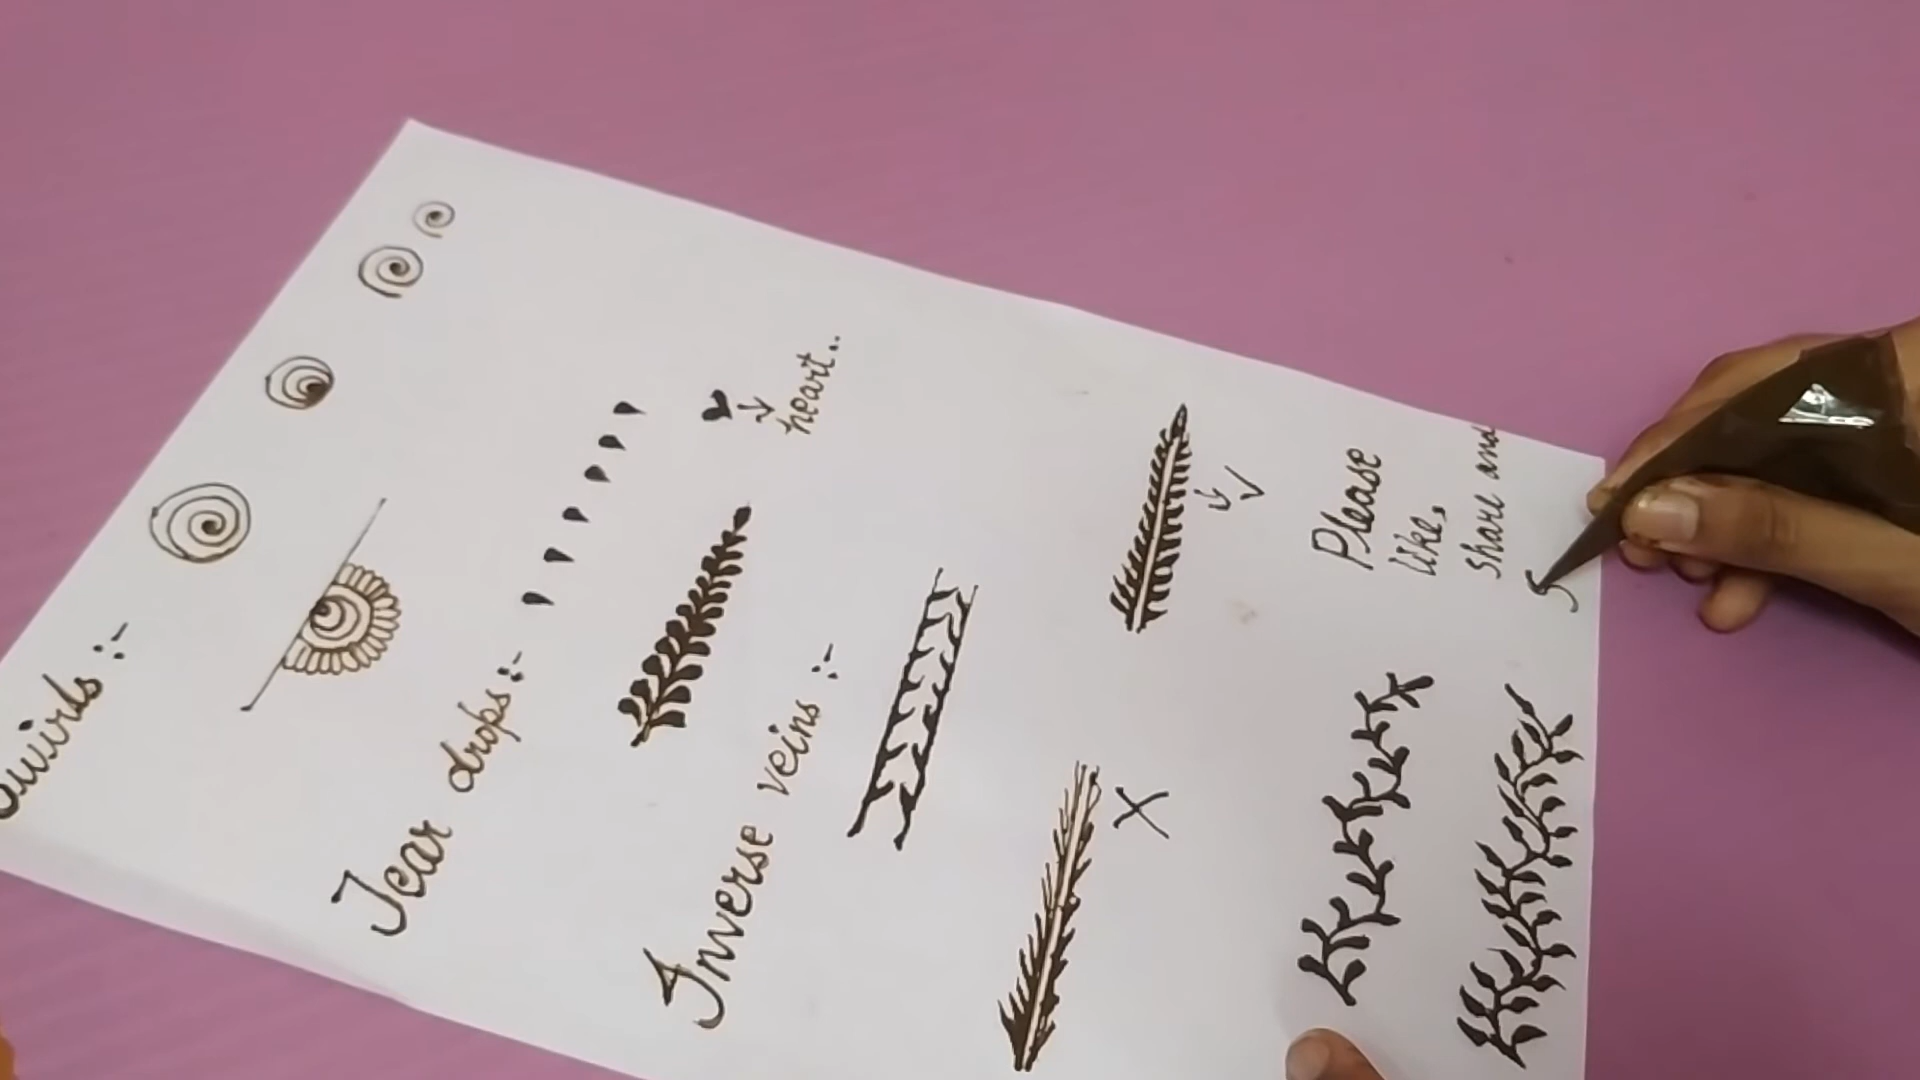 Swirls :-
Tear drops:-
heart..
Inverse veins :-
Please
like,
share and
S